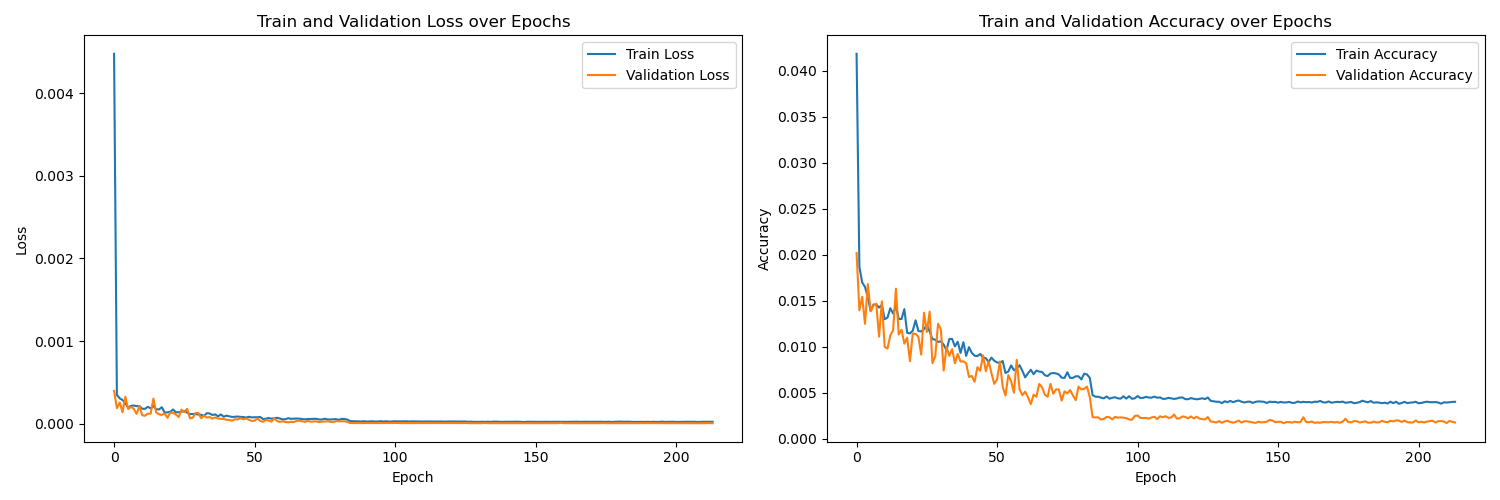 Train and Validation Loss over Epochs
Train Loss
Validation Loss
0.004
0.003
0.002
0.001
0.000
Loss
0
50
100
150
200
Epoch
Train and Validation Accuracy over Epochs
Train Accuracy
Validation Accuracy
0.040
0.035
0.030
0.025
0.020
0.015
0.010
0.005
0.000
Accuracy
0
50
100
150
200
Epoch